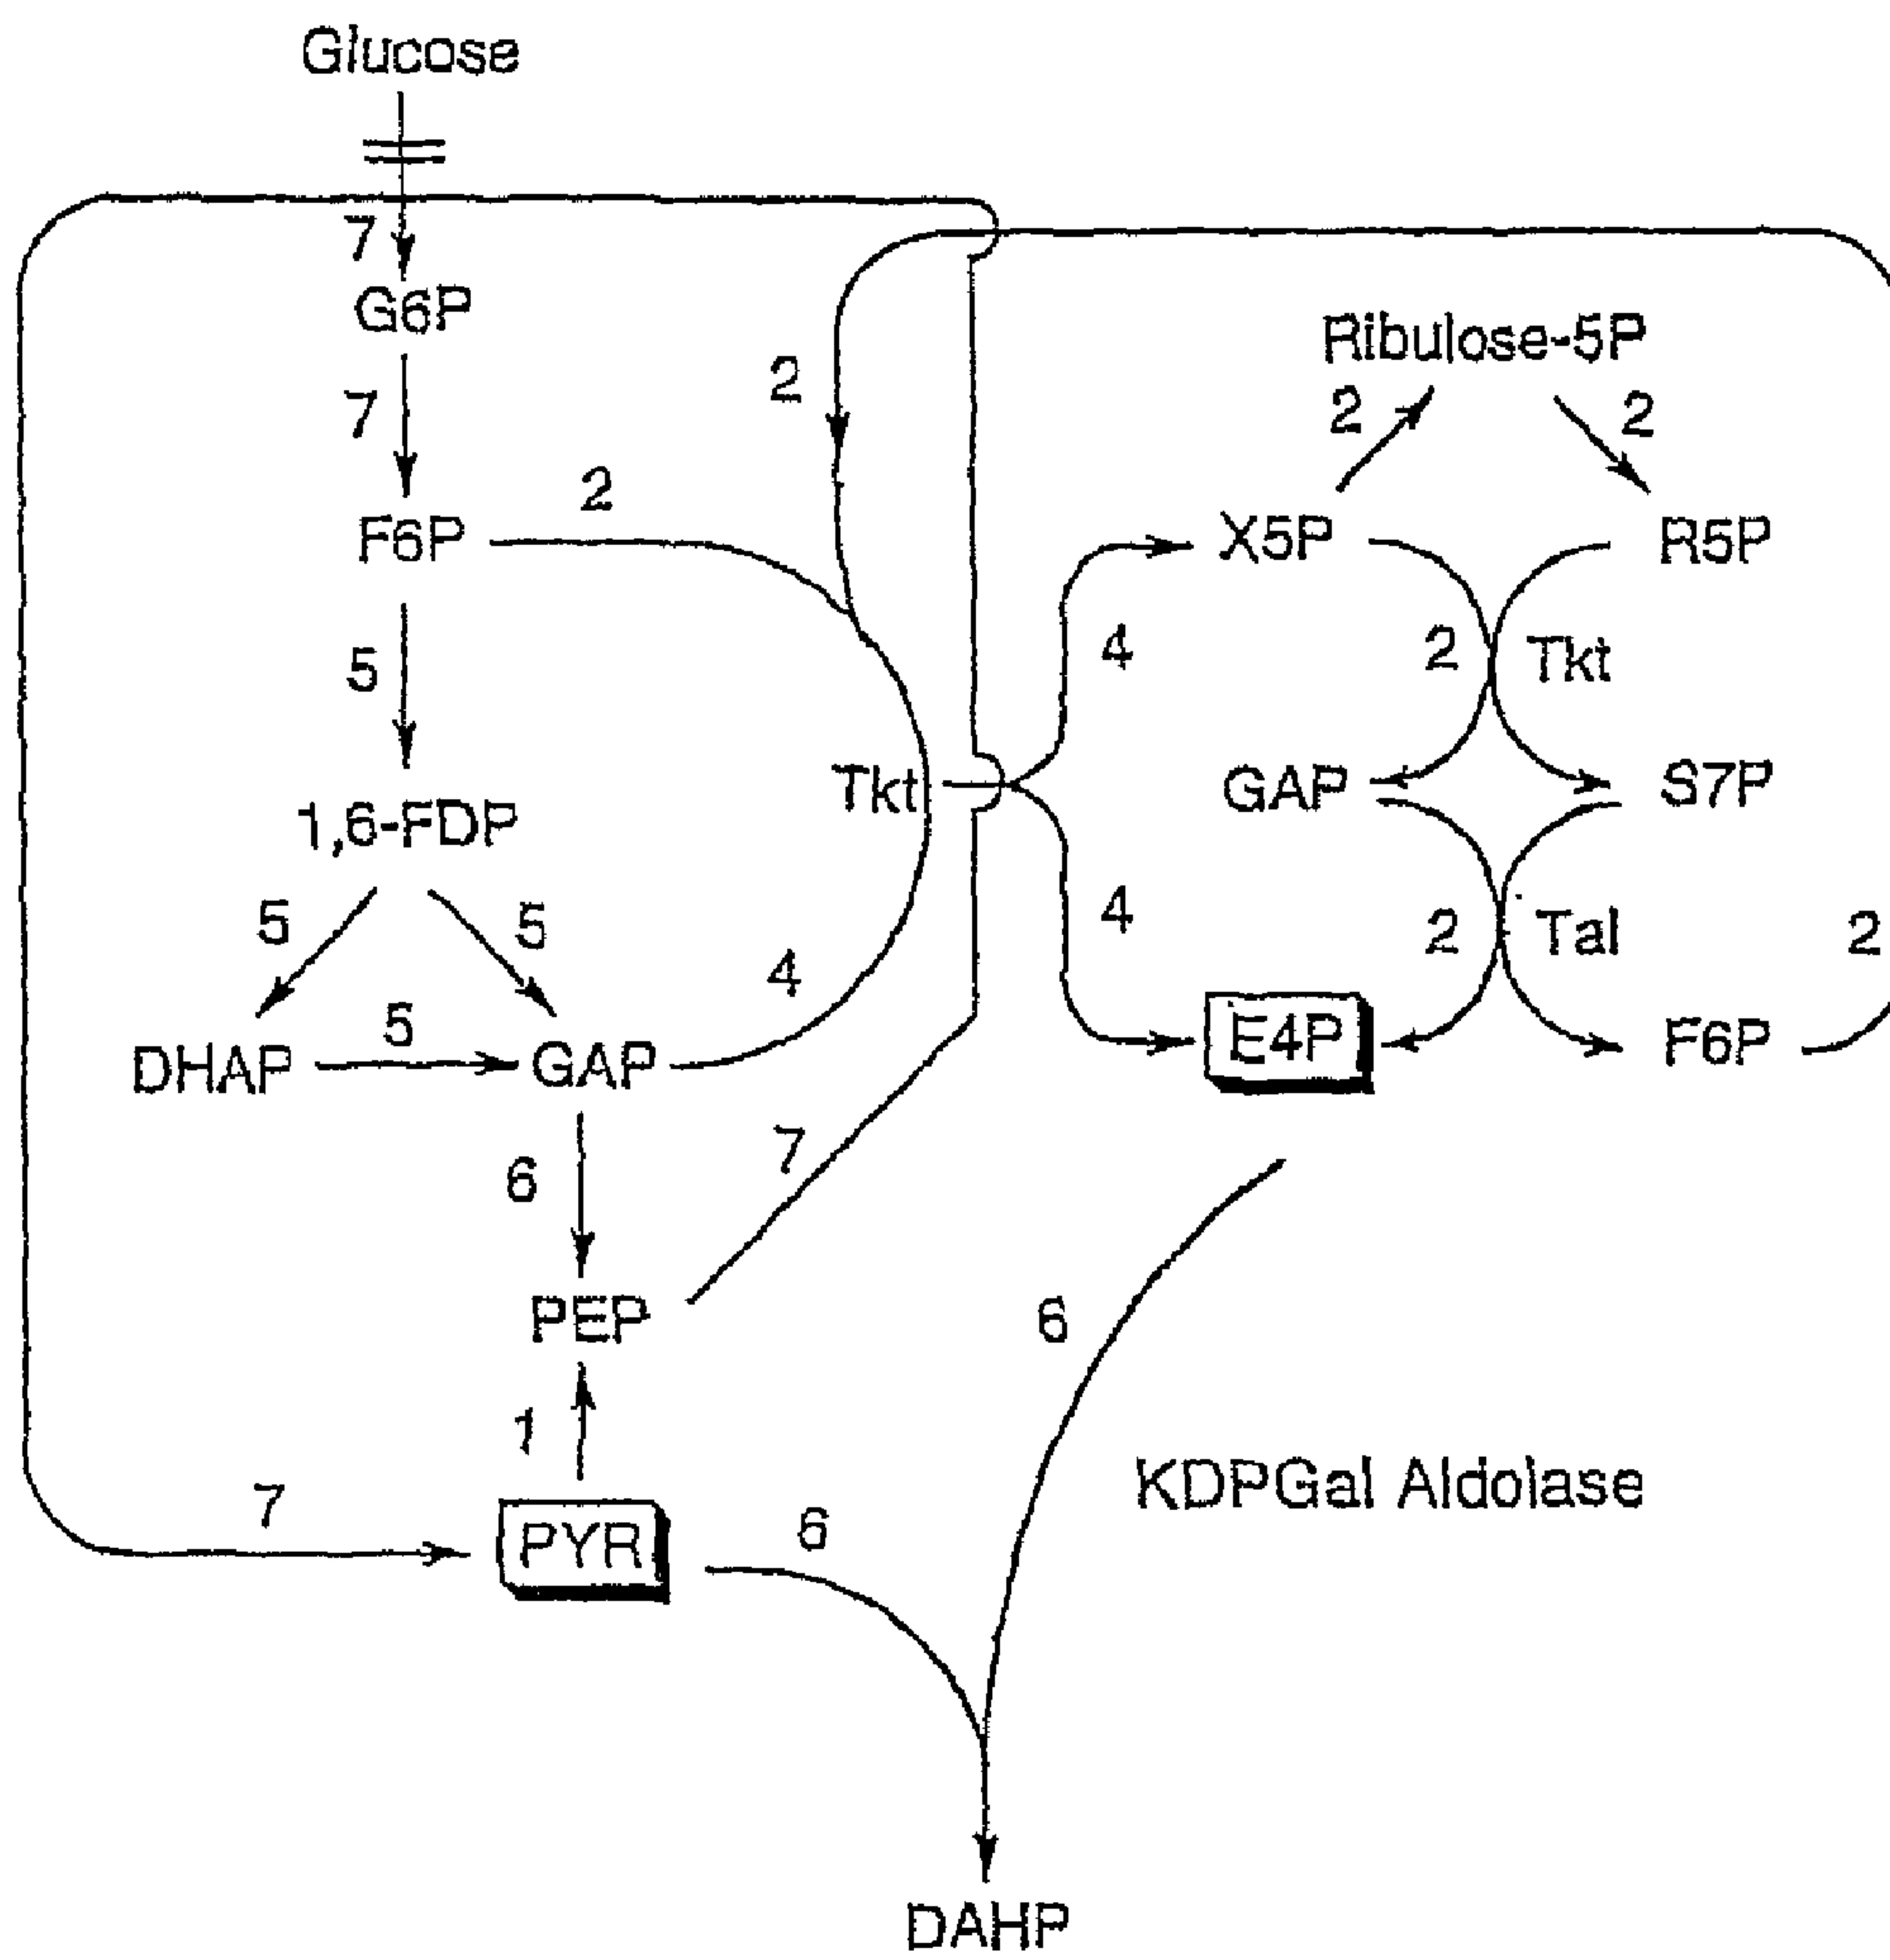 Glucose
7
G6P
7
2
Ribulose-5P
2
2
F6P
2
X5P
R5P
5
4
2
Tkt
1,6-FDP
Tkt
GAP
S7P
5
5
4
4
2
Tal
2
DHAP
5
GAP
E4P
F6P
6
7
PEP
6
1
7
PYR
6
KDPGal Aldolase
DAHP